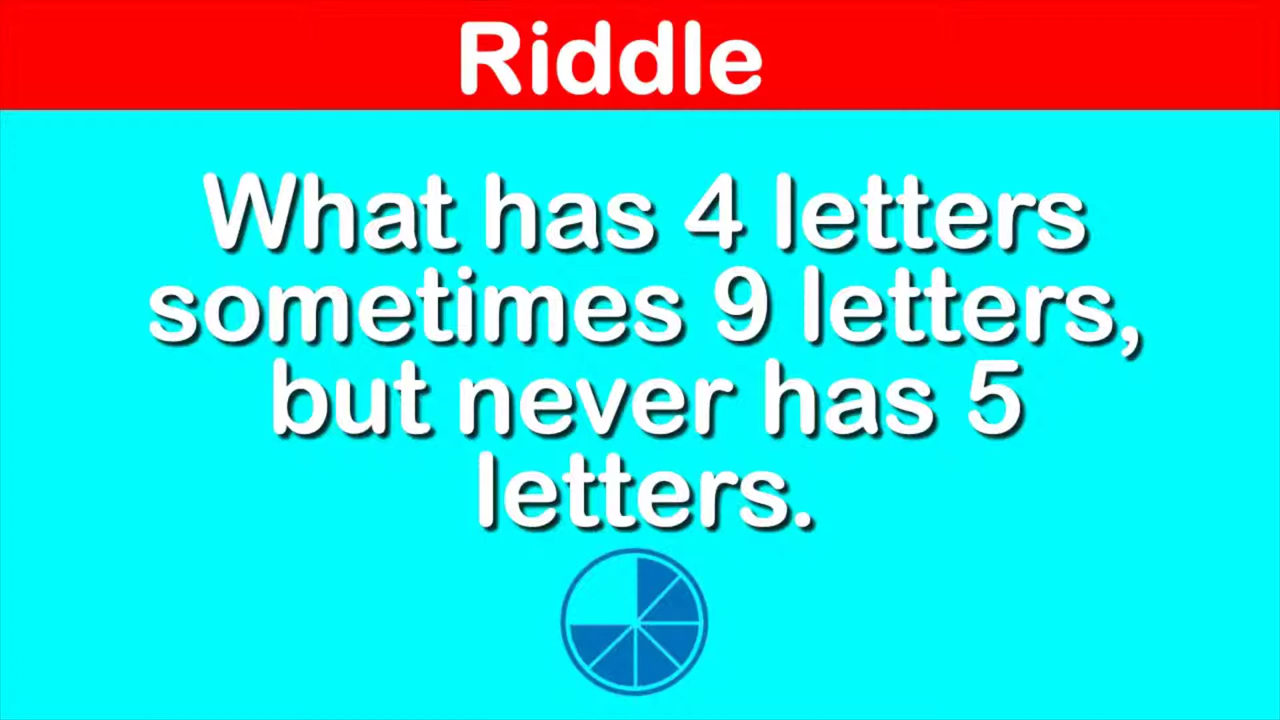 Riddle
What has 4 letters
sometimes 9 letters,
but never has 5
letters.